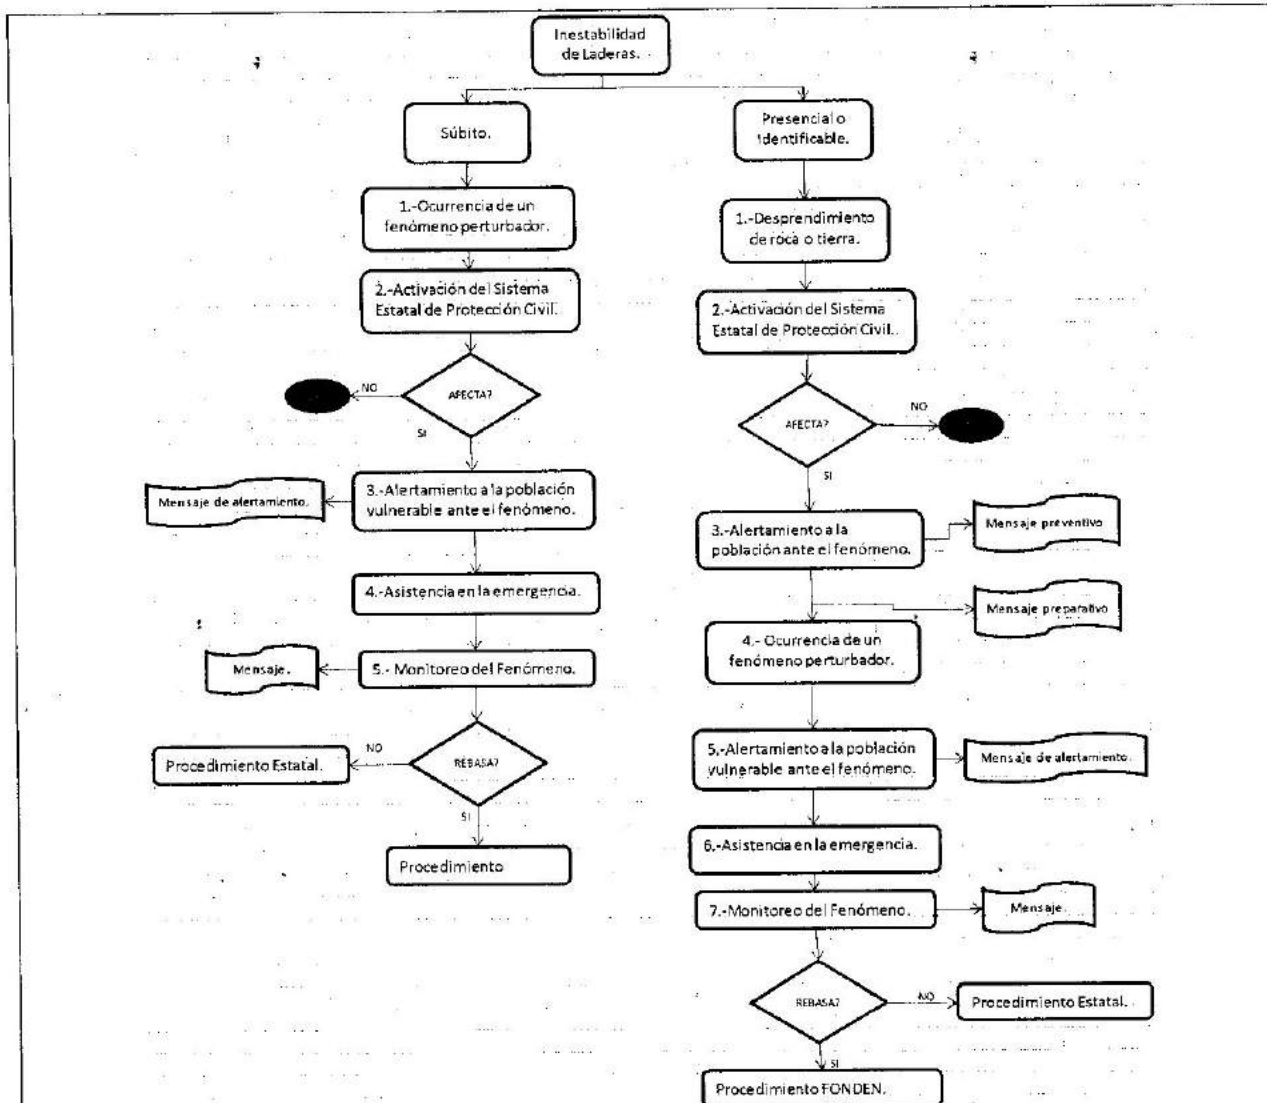 Inestabilidad
de Laderas.
Súbito.
1.-Ocurrencia de un
fenómeno perturbador.
2.-Activación del Sistema
Estatal de Protección Civil.
AFECTA?
NO
SI
3.-Alertamiento a la población
vulnerable ante el fenómeno.
Mensaje de alertamiento.
4.-Asistencia en la emergencia.
5.- Monitoreo del Fenómeno.
Mensaje.
REBASA?
NO
Procedimiento Estatal.
SI
Procedimiento
Presencial o
Identificable.
1.-Desprendimiento
de roca o tierra.
2.-Activación del Sistema
Estatal de Protección Civil.
AFECTA?
NO
SI
3.-Alertamiento a la
población ante el fenómeno.
Mensaje preventivo
Mensaje preparativo
4.- Ocurrencia de un
fenómeno perturbador.
5.-Alertamiento a la población
vulnerable ante el fenómeno.
Mensaje de alertamiento.
6.-Asistencia en la emergencia.
7.-Monitoreo del Fenómeno.
Mensaje.
REBASA?
NO
Procedimiento Estatal.
SI
Procedimiento FONDEN.